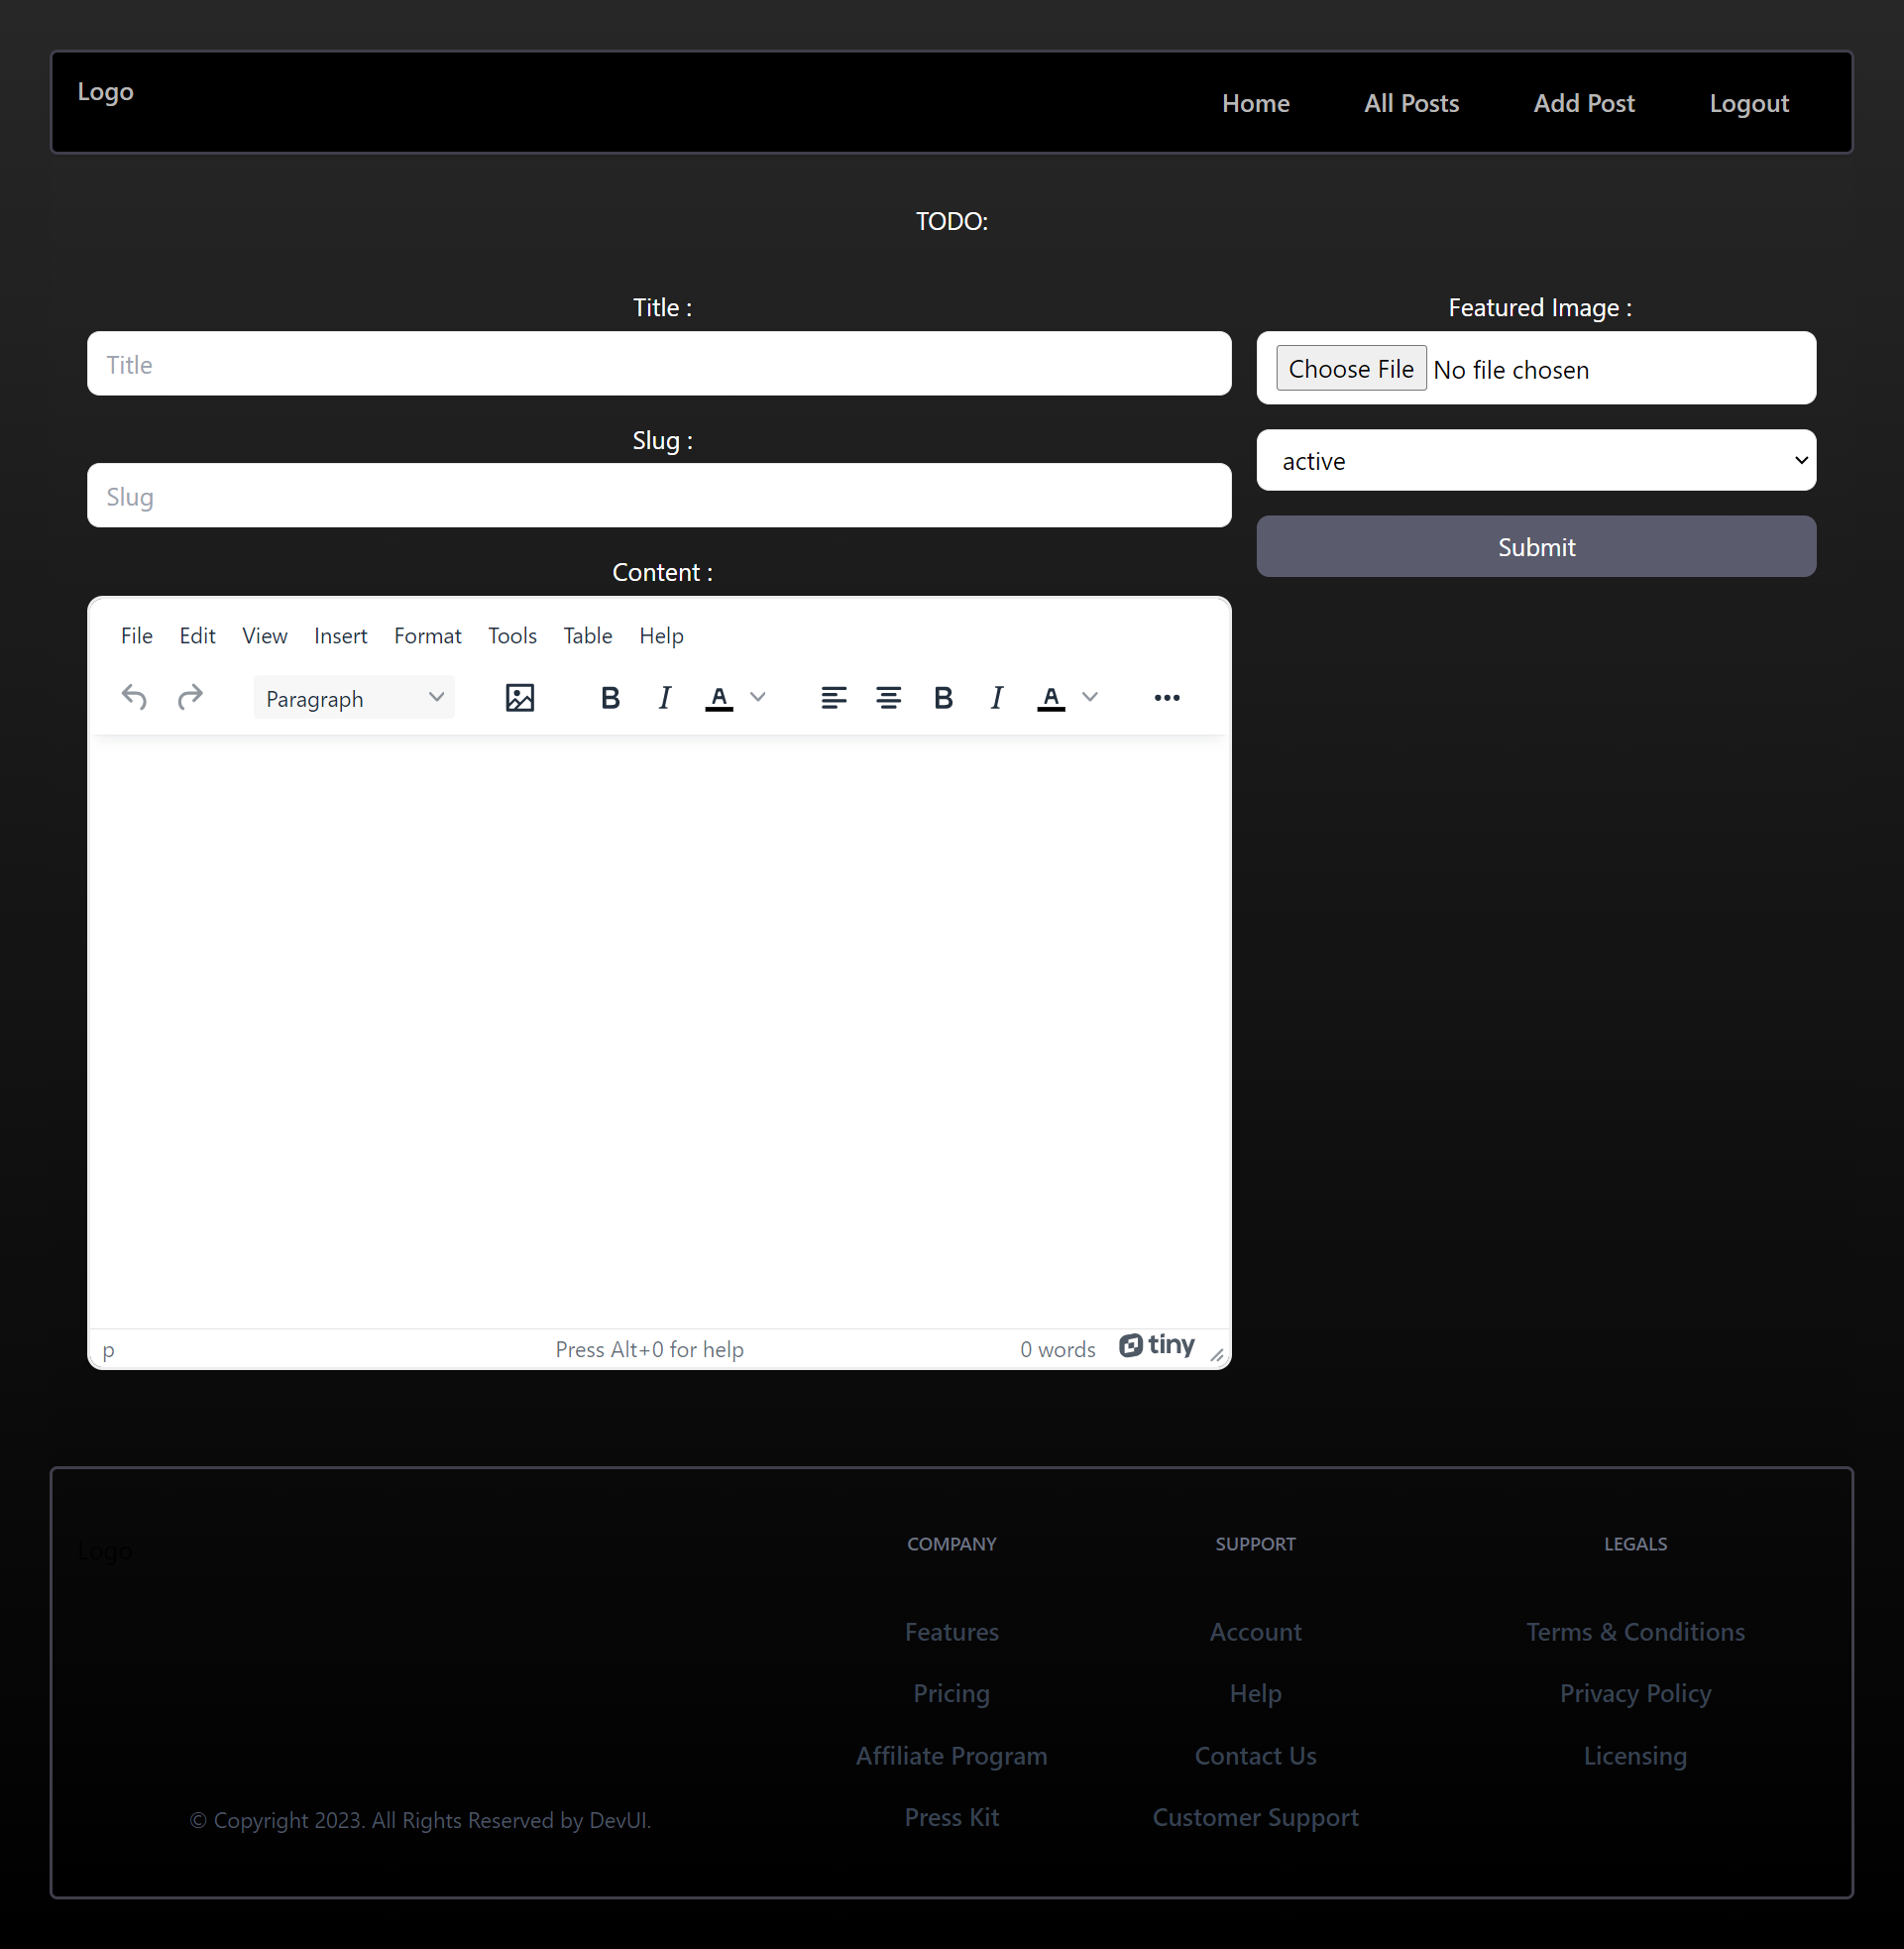 Logo
Home All Posts Add Post Logout
TODO:
Title :
Title
Slug :
Slug
Content :
File Edit View Insert Format Tools Table Help
Paragraph B I A B I A
p Press Alt+0 for help 0 words tiny
Featured Image :
Choose File No file chosen
active
Submit
Logo
© Copyright 2023. All Rights Reserved by DevUI.
COMPANY
Features
Pricing
Affiliate Program
Press Kit
SUPPORT
Account
Help
Contact Us
Customer Support
LEGALS
Terms & Conditions
Privacy Policy
Licensing